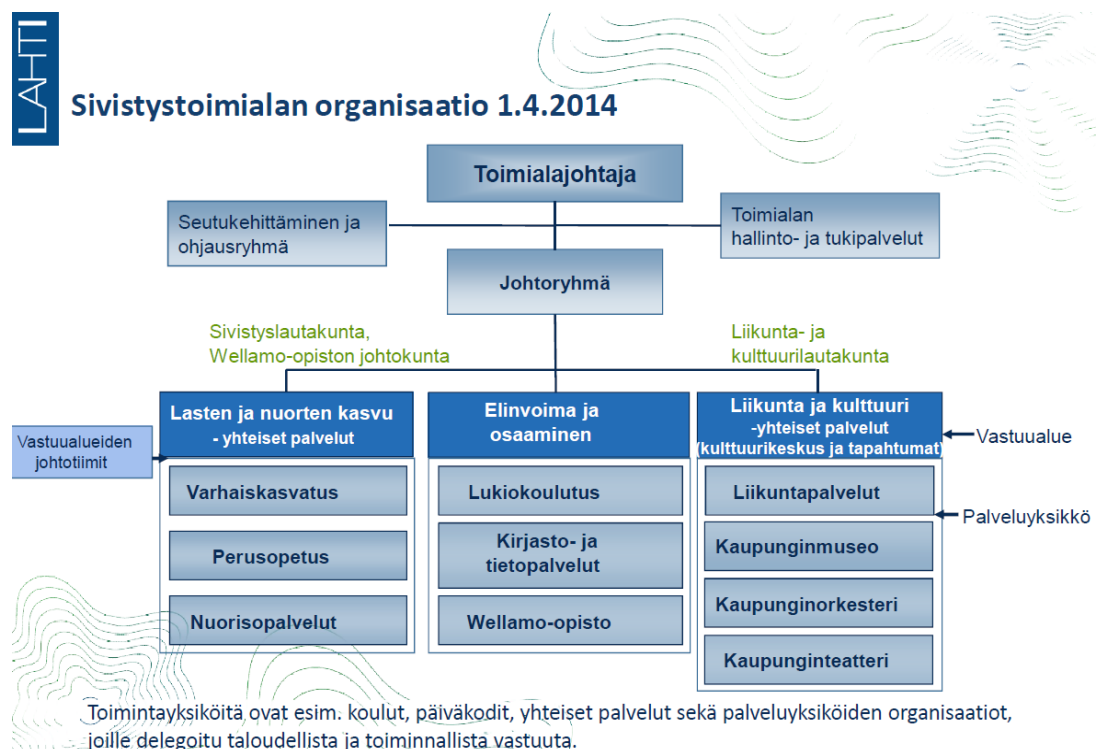 LAHTI
Sivistystoimialan organisaatio 1.4.2014
Toimialajohtaja
Seutukehittäminen ja
ohjausryhmä
Toimialan
hallinto- ja tukipalvelut
Johtoryhmä
Sivistyslautakunta,
Wellamo-opiston johtokunta
Liikunta- ja
kulttuurilautakunta
Lasten ja nuorten kasvu
- yhteiset palvelut
Elinvoima ja
osaaminen
Liikunta ja kulttuuri
-yhteiset palvelut
(kulttuurikeskus ja tapahtumat)
Vastuualueiden
johtotiimit
Vastuualue
Varhaiskasvatus
Perusopetus
Nuorisopalvelut
Lukiokoulutus
Kirjasto- ja
tietopalvelut
Wellamo-opisto
Liikuntapalvelut
Kaupunginmuseo
Kaupunginorkesteri
Kaupunginteatteri
Palveluyksikkö
Toimintayksiköitä ovat esim. koulut, päiväkodit, yhteiset palvelut sekä palveluyksiköiden organisaatiot,
joille delegoitu taloudellista ja toiminnallista vastuuta.